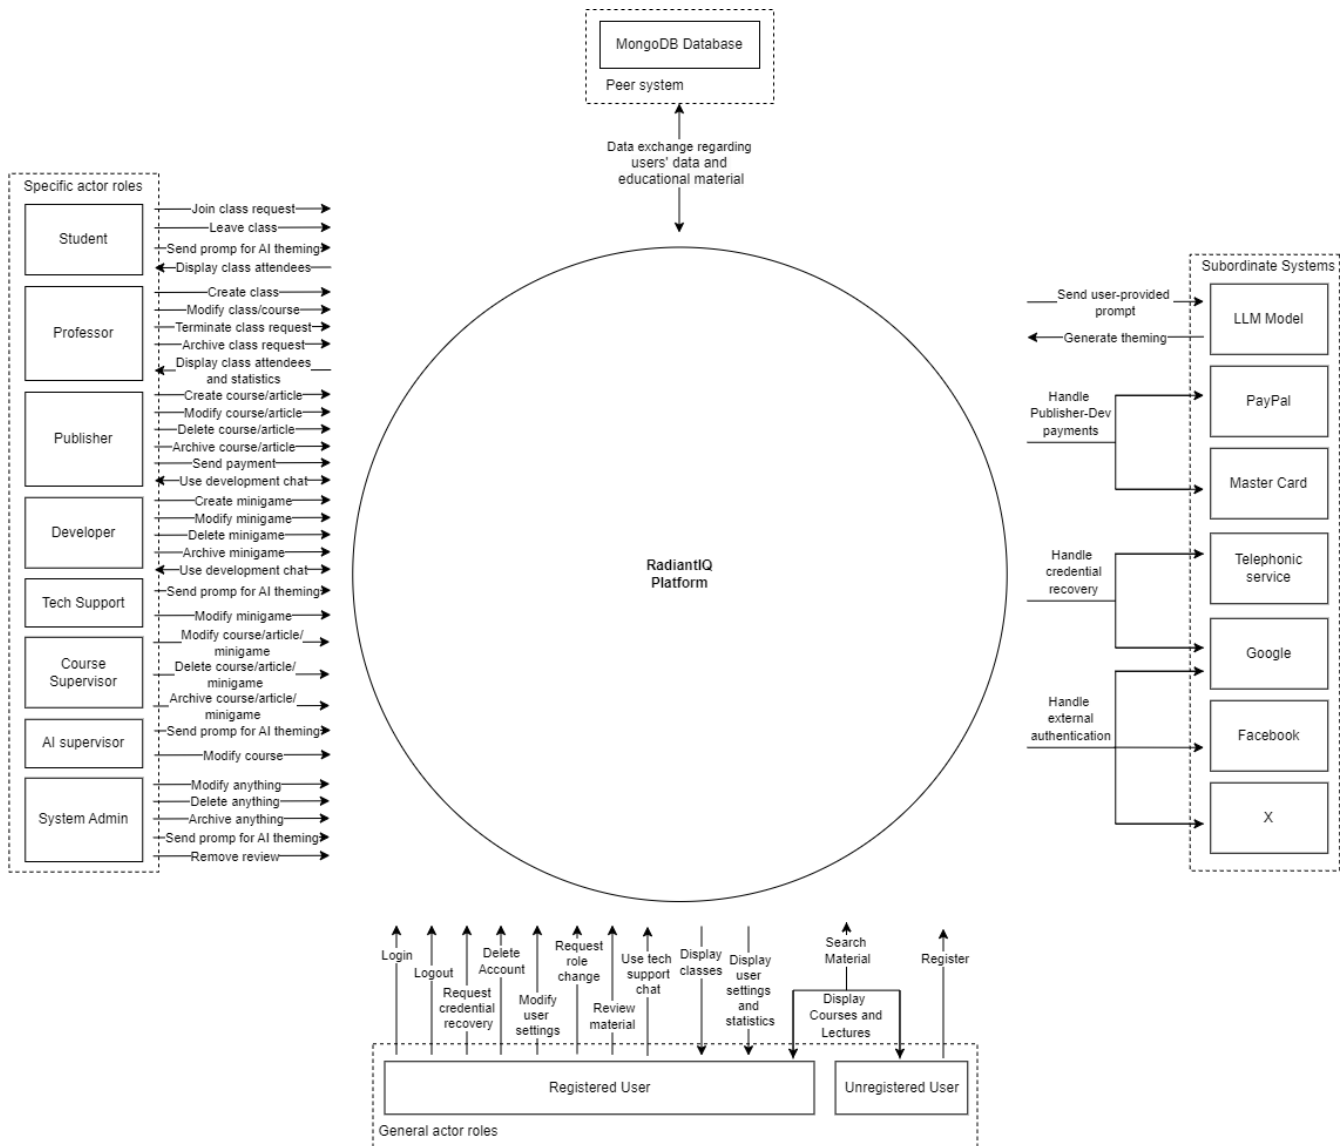 MongoDB Database
Peer system
Data exchange regarding
users' data and
educational material
Specific actor roles
Student
Join class request
Leave class
Send promp for AI theming
Display class attendees
Professor
Create class
Modify class/course
Terminate class request
Archive class request
Display class attendees
and statistics
Publisher
Create course/article
Modify course/article
Delete course/article
Archive course/article
Send payment
Use development chat
Developer
Create minigame
Modify minigame
Delete minigame
Archive minigame
Use development chat
Tech Support
Send promp for AI theming
Modify minigame
Course
Supervisor
Modify course/article/
minigame
Delete course/article/
minigame
Archive course/article/
minigame
AI supervisor
Send promp for AI theming
Modify course
System Admin
Modify anything
Delete anything
Archive anything
Send promp for AI theming
Remove review
RadiantIQ
Platform
Subordinate Systems
Send user-provided
prompt
Generate theming
LLM Model
Handle
Publisher-Dev
payments
PayPal
Master Card
Handle
credential
recovery
Telephonic
service
Google
Handle
external
authentication
Facebook
X
Login
Logout
Request
credential
recovery
Delete
Account
Modify
user
settings
Request
role
change
Review
material
Use tech
support
chat
Display
classes
Display
user
settings
and
statistics
Search
Material
Display
Courses and
Lectures
Register
Registered User
Unregistered User
General actor roles